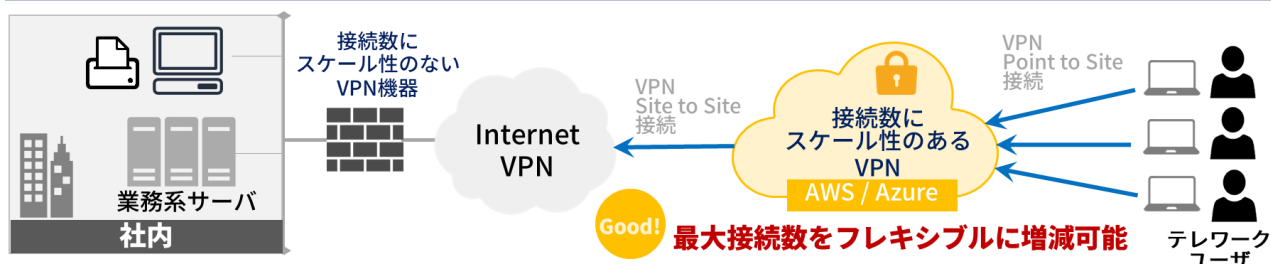 接続数に
スケール性のない
VPN機器
業務系サーバ
社内
Internet
VPN
VPN
Site to Site
接続
接続数に
スケール性のある
VPN
AWS / Azure
VPN
Point to Site
接続
Good!
最大接続数をフレキシブルに増減可能
テレワーク
ユーザ